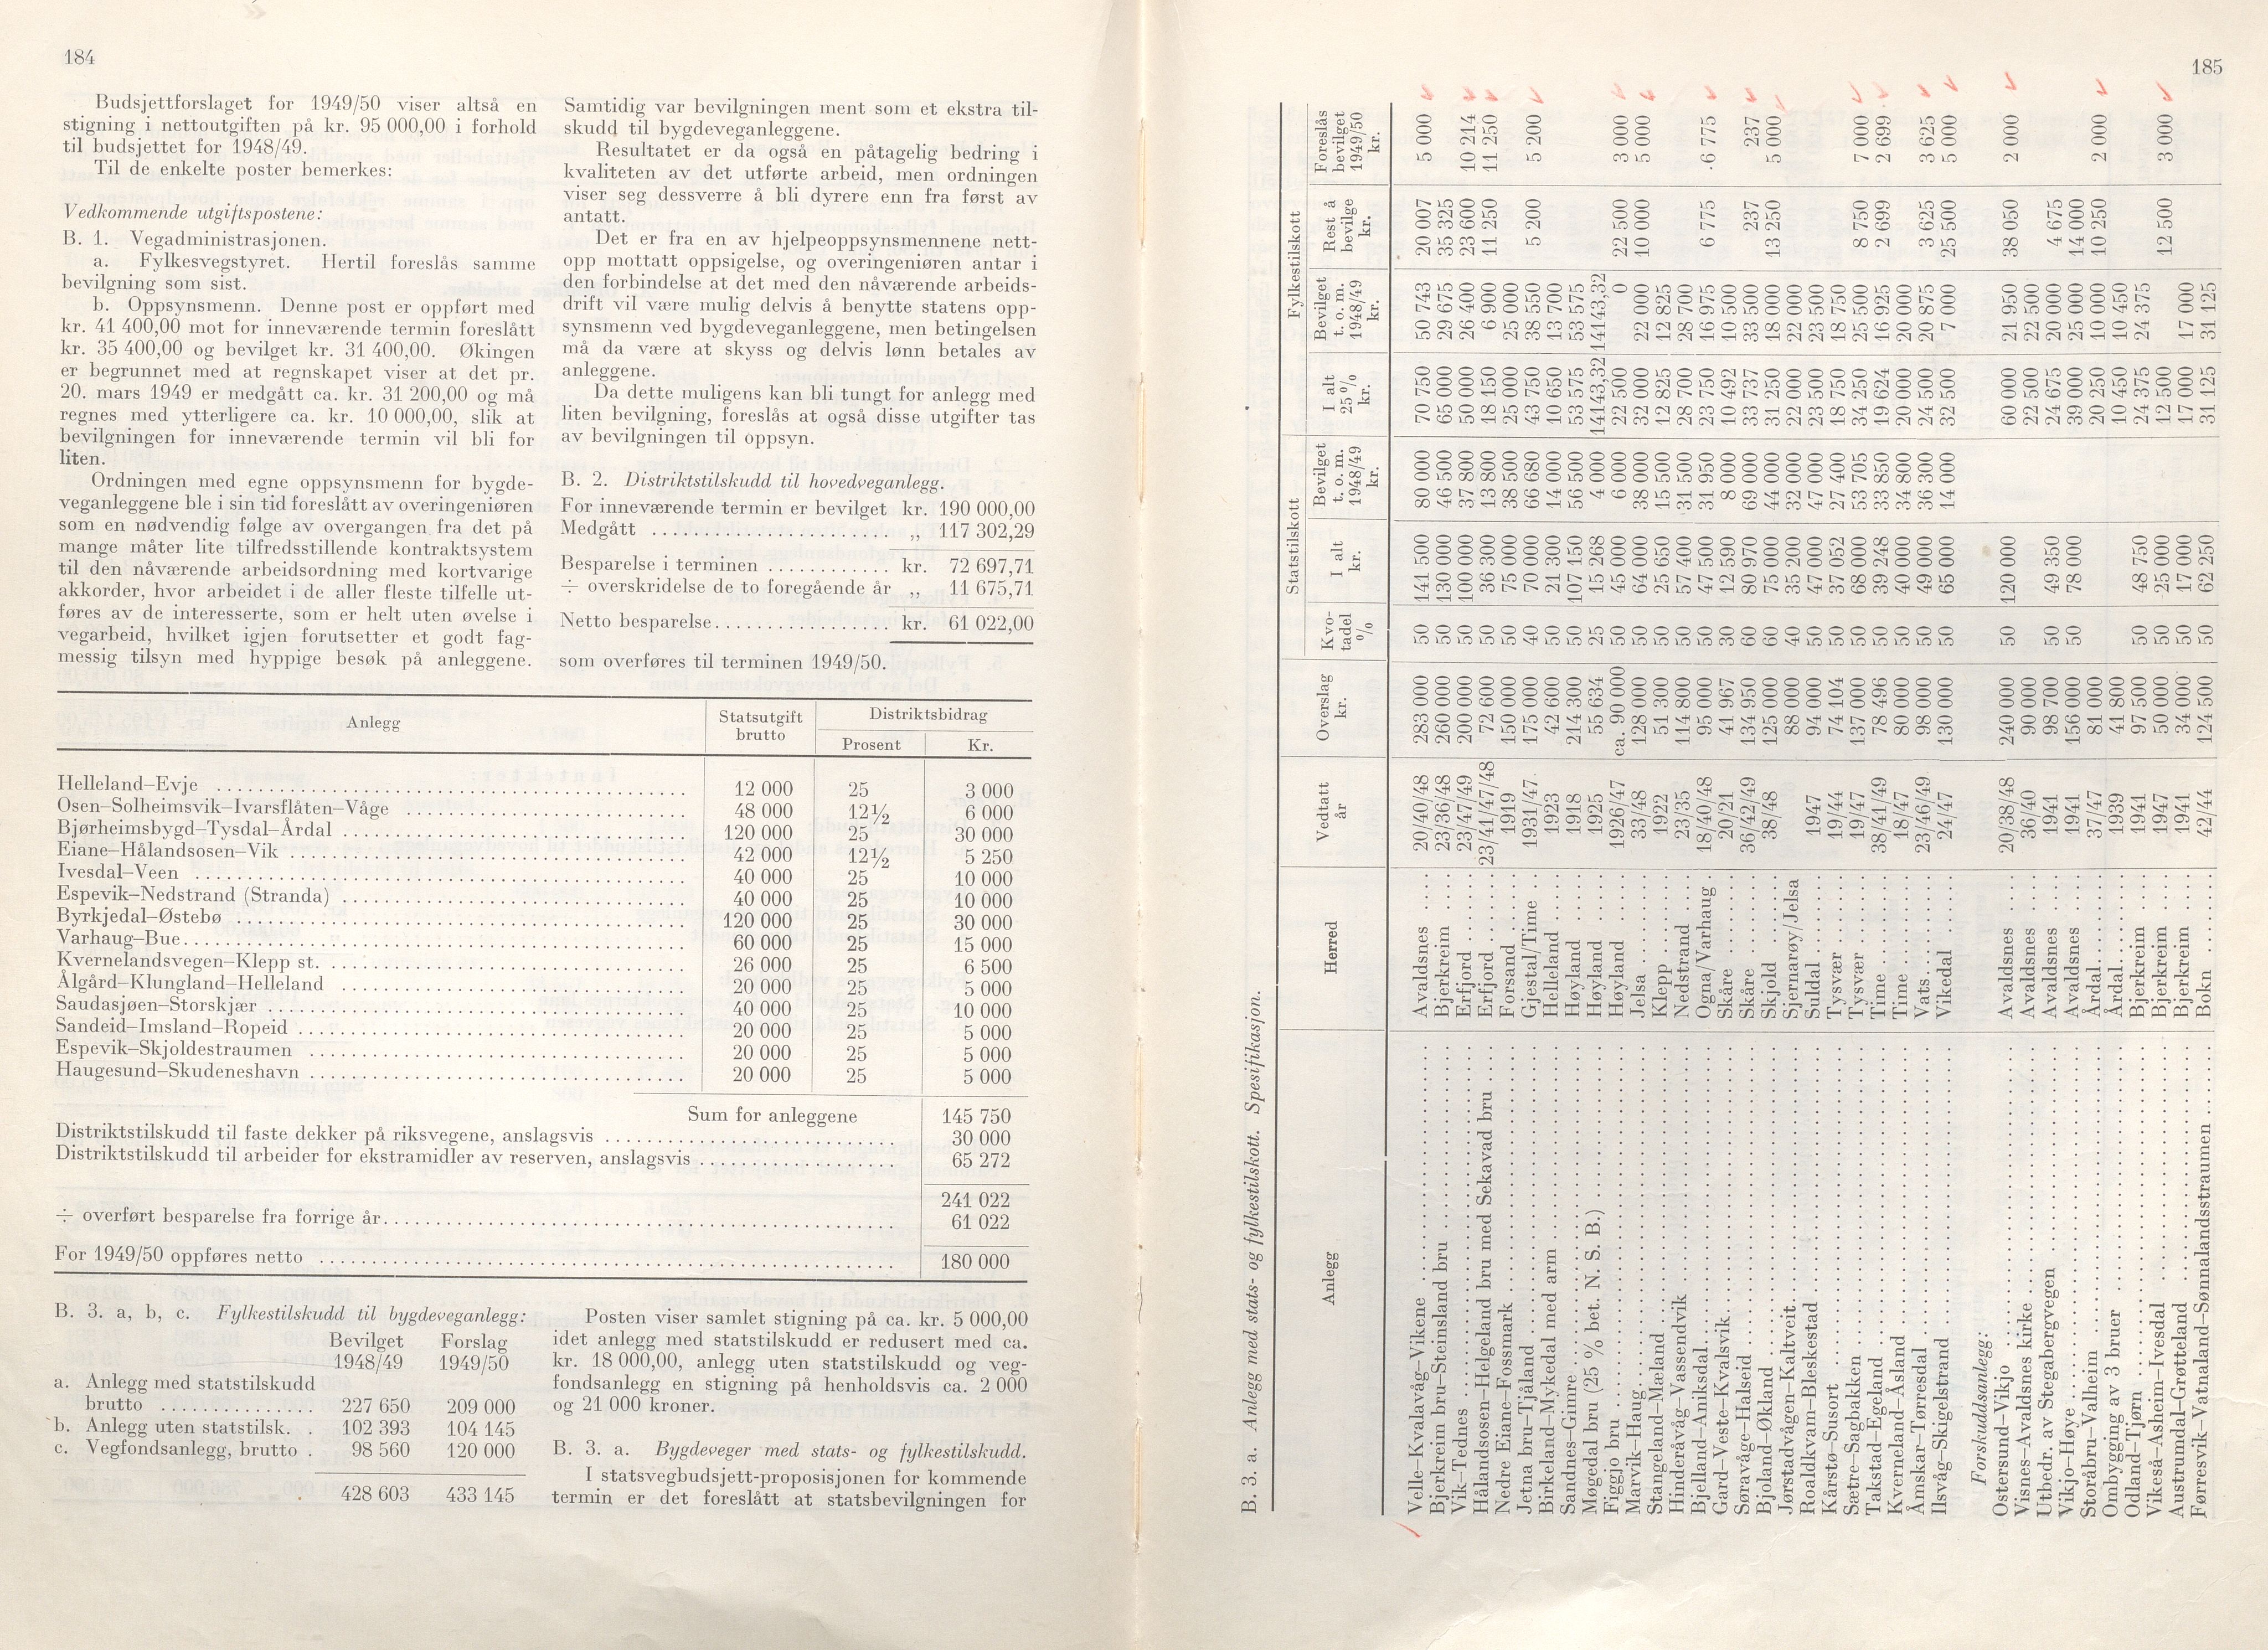 184
Budsjettforslaget for 1949/50 viser altså en
stigning i nettoutgiften på kr. 95 000,00 i forhold
til budsjettet for 1948/49.
Til de enkelte poster bemerkes:
Vedkommende utgiftspostene:
B. 1. Vegadministrasjonen.
a. Fylkesvegstyret. Hertil foreslås samme
bevilgning som sist.
b. Oppsynsmenn. Denne post er oppført med
kr. 41 400,00 mot for inneværende termin foreslått
kr. 35 400,00 og bevilget kr. 31 400,00. Økingen
er begrunnet med at regnskapet viser at det pr.
20. mars 1949 er medgått ca. kr. 31 200,00 og må
regnes med ytterligere ca. kr. 10 000,00, slik at
bevilgningen for inneværende termin vil bli for
liten.
Ordningen med egne oppsynsmenn for bygde-
veganleggene ble i sin tid foreslått av overingeniøren
som en nødvendig følge av overgangen fra det på
mange måter lite tilfredsstillende kontraktsystem
til den nåværende arbeidsordning med kortvarige
akkorder, hvor arbeidet i de aller fleste tilfelle ut-
føres av de interesserte, som er helt uten øvelse i
vegarbeid, hvilket igjen forutsetter et godt fag-
messig tilsyn med hyppige besøk på anleggene.
Samtidig var bevilgningen ment som et ekstra til-
skudd til bygdeveganleggene.
Resultatet er da også en påtagelig bedring i
kvaliteten av det utførte arbeid, men ordningen
viser seg dessverre å bli dyrere enn fra først av
antatt.
Det er fra en av hjelpeoppsynsmennene nett-
opp mottatt oppsigelse, og overingeniøren antar i
den forbindelse at det med den nåværende arbeids-
drift vil være mulig delvis å benytte statens opp-
synsmenn ved bygdeveganleggene, men betingelsen
må da være at skyss og delvis lønn betales av
anleggene.
Da dette muligens kan bli tungt for anlegg med
liten bevilgning, foreslås at også disse utgifter tas
av bevilgningen til oppsyn.
B. 2. Distriktstilskudd til hovedveganlegg.
For inneværende termin er bevilget kr. 190 000,00
Medgått ........................ ,, 117 302,29
Besparelse i terminen ............ kr. 72 697,71
÷ overskridelse de to foregående år ,, 11 675,71
Netto besparelse................. kr. 61 022,00
som overføres til terminen 1949/50.
Anlegg Statsutgift brutto Distriktsbidrag
Prosent Kr.
Helleland–Evje 12 000 25 3 000
Osen–Solheimsvik–Ivarsflåten–Våge 48 000 12½ 6 000
Bjørheimsbygd–Tysdal–Årdal 120 000 25 30 000
Eiane–Hålandsosen–Vik 42 000 12½ 5 250
Ivesdal–Veen 40 000 25 10 000
Espevik–Nedstrand (Stranda) 40 000 25 10 000
Byrkjedal–Østebø 120 000 25 30 000
Varhaug–Bue 60 000 25 15 000
Kvernelandsvegen–Klepp st. 26 000 25 6 500
Ålgård–Klungland–Helleland 20 000 25 5 000
Saudasjøen–Storskjær 40 000 25 10 000
Sandeid–Imsland–Ropeid 20 000 25 5 000
Espevik–Skjoldestraumen 20 000 25 5 000
Haugesund–Skudeneshavn 20 000 25 5 000
Sum for anleggene 145 750
Distriktstilskudd til faste dekker på riksvegene, anslagsvis 30 000
Distriktstilskudd til arbeider for ekstramidler av reserven, anslagsvis 65 272
241 022
÷ overført besparelse fra forrige år 61 022
For 1949/50 oppføres netto 180 000
B. 3. a, b, c. Fylkestilskudd til bygdeveganlegg:
Bevilget Forslag
1948/49 1949/50
a. Anlegg med statstilskudd
brutto .............. 227 650 209 000
b. Anlegg uten statstilsk. . 102 393 104 145
c. Vegfondsanlegg, brutto . 98 560 120 000
428 603 433 145
Posten viser samlet stigning på ca. kr. 5 000,00
idet anlegg med statstilskudd er redusert med ca.
kr. 18 000,00, anlegg uten statstilskudd og veg-
fondsanlegg en stigning på henholdsvis ca. 2 000
og 21 000 kroner.
B. 3. a. Bygdeveger med stats- og fylkestilskudd.
I statsvegbudsjett-proposisjonen for kommende
termin er det foreslått at statsbevilgningen for
185
B. 3. a. Anlegg med stats- og fylkestilskott. Spesifikasjon.
Anlegg Herred Vedtatt år Overslag kr. Kvotadel % Statstilskott Fylkestilskott
I alt kr. Bevilget t. o. m. 1948/49 kr. I alt 25 % kr. Bevilget t. o. m. 1948/49 kr. Rest å bevilge kr. Foreslås bevilget 1949/50 kr.
Velle–Kvalavåg–Vikene Avaldsnes 20/40/48 283 000 50 141 500 80 000 70 750 50 743 20 007 5 000
Bjerkreim bru–Steinsland bru Bjerkreim 23/36/48 260 000 50 130 000 46 500 65 000 29 675 35 325
Vik–Tednes Erfjord 23/47/49 200 000 50 100 000 37 800 50 000 26 400 23 600 10 214
Hålandsosen–Helgeland bru med Sekavad bru Erfjord 23/41/47/48 72 600 50 36 300 13 800 18 150 6 900 11 250 11 250
Nedre Eiane–Fossmark Forsand 1919 150 000 50 75 000 38 500 25 000 25 000
Jetna bru–Tjåland Gjestal/Time 1931/47 175 000 40 70 000 66 680 43 750 38 550 5 200 5 200
Birkeland–Mykedal med arm Helleland 1923 42 600 50 21 300 14 000 10 650 13 700
Sandnes–Gimre Høyland 1918 214 300 50 107 150 56 500 53 575 53 575
Møgedal bru (25 % bet. N. S. B.) Høyland 1925 55 634 25 15 268 4 000 14143,32 14143,32
Figgjo bru Høyland 1926/47 ca. 90 000 50 45 000 6 000 22 500 0 22 500 3 000
Marvik–Haug Jelsa 33/48 128 000 50 64 000 38 000 32 000 22 000 10 000 5 000
Stangeland–Mæland Klepp 1922 51 300 50 25 650 15 500 12 825 12 825
Hinderåvåg–Vassendvik Nedstrand 23/35 114 800 50 57 400 31 500 28 700 28 700
Bjelland–Aniksdal Ogna/Varhaug 18/40/48 95 000 50 47 500 31 950 23 750 16 975 6 775 6 775
Gard–Veste–Kvalsvik Skåre 20/21 41 967 30 12 590 8 000 10 492 10 500
Søravåge–Halseid Skåre 36/42/49 134 950 60 80 970 69 000 33 737 33 500 237 237
Bjoland–Økland Skjold 38/48 125 000 60 75 000 44 000 31 250 18 000 13 250 5 000
Jørstadvågen–Kaltveit Sjernarøy/Jelsa 88 000 40 35 200 32 000 22 000 22 000
Roaldkvam–Bleskestad Suldal 1947 94 000 50 47 000 47 000 23 500 23 500
Kårstø–Susort Tysvær 19/44 74 104 50 37 052 27 400 18 750 18 750
Sætre–Sagbakken Tysvær 19/47 137 000 50 68 000 53 705 34 250 25 500 8 750 7 000
Takstad–Egeland Time 38/41/49 78 496 50 39 248 33 850 19 624 16 925 2 699 2 699
Kverneland–Åsland Time 18/47 80 000 50 40 000 34 800 20 000 20 000
Åmskar–Tørresdal Vats 23/46/49 98 000 50 49 000 36 300 24 500 20 875 3 625 3 625
Ilsvåg–Skigelstrand Vikedal 24/47 130 000 50 65 000 14 000 32 500 7 000 25 500 5 000
Forskuddsanlegg:
Ostersund–Vikjo Avaldsnes 20/38/48 240 000 50 120 000 60 000 21 950 38 050 2 000
Visnes–Avaldsnes kirke Avaldsnes 36/40 90 000 22 500 22 500
Utbedr. av Stegabergvegen Avaldsnes 1941 98 700 50 49 350 24 675 20 000 4 675
Vikjo–Høye Avaldsnes 1941 156 000 50 78 000 39 000 25 000 14 000
Storåbru–Valheim Årdal 37/47 81 000 20 250 10 000 10 250 2 000
Ombygging av 3 bruer Årdal 1939 41 800 10 450 10 450
Odland–Tjørn Bjerkreim 1941 97 500 50 48 750 24 375 24 375
Vikeså–Asheim–Ivesdal Bjerkreim 1947 50 000 50 25 000 12 500 12 500 3 000
Austrumdal–Grøtteland Bjerkreim 1941 34 000 50 17 000 17 000 17 000
Førresvik–Vatnaland–Sønnalandsstraumen Bokn 42/44 124 500 50 62 250 31 125 31 125